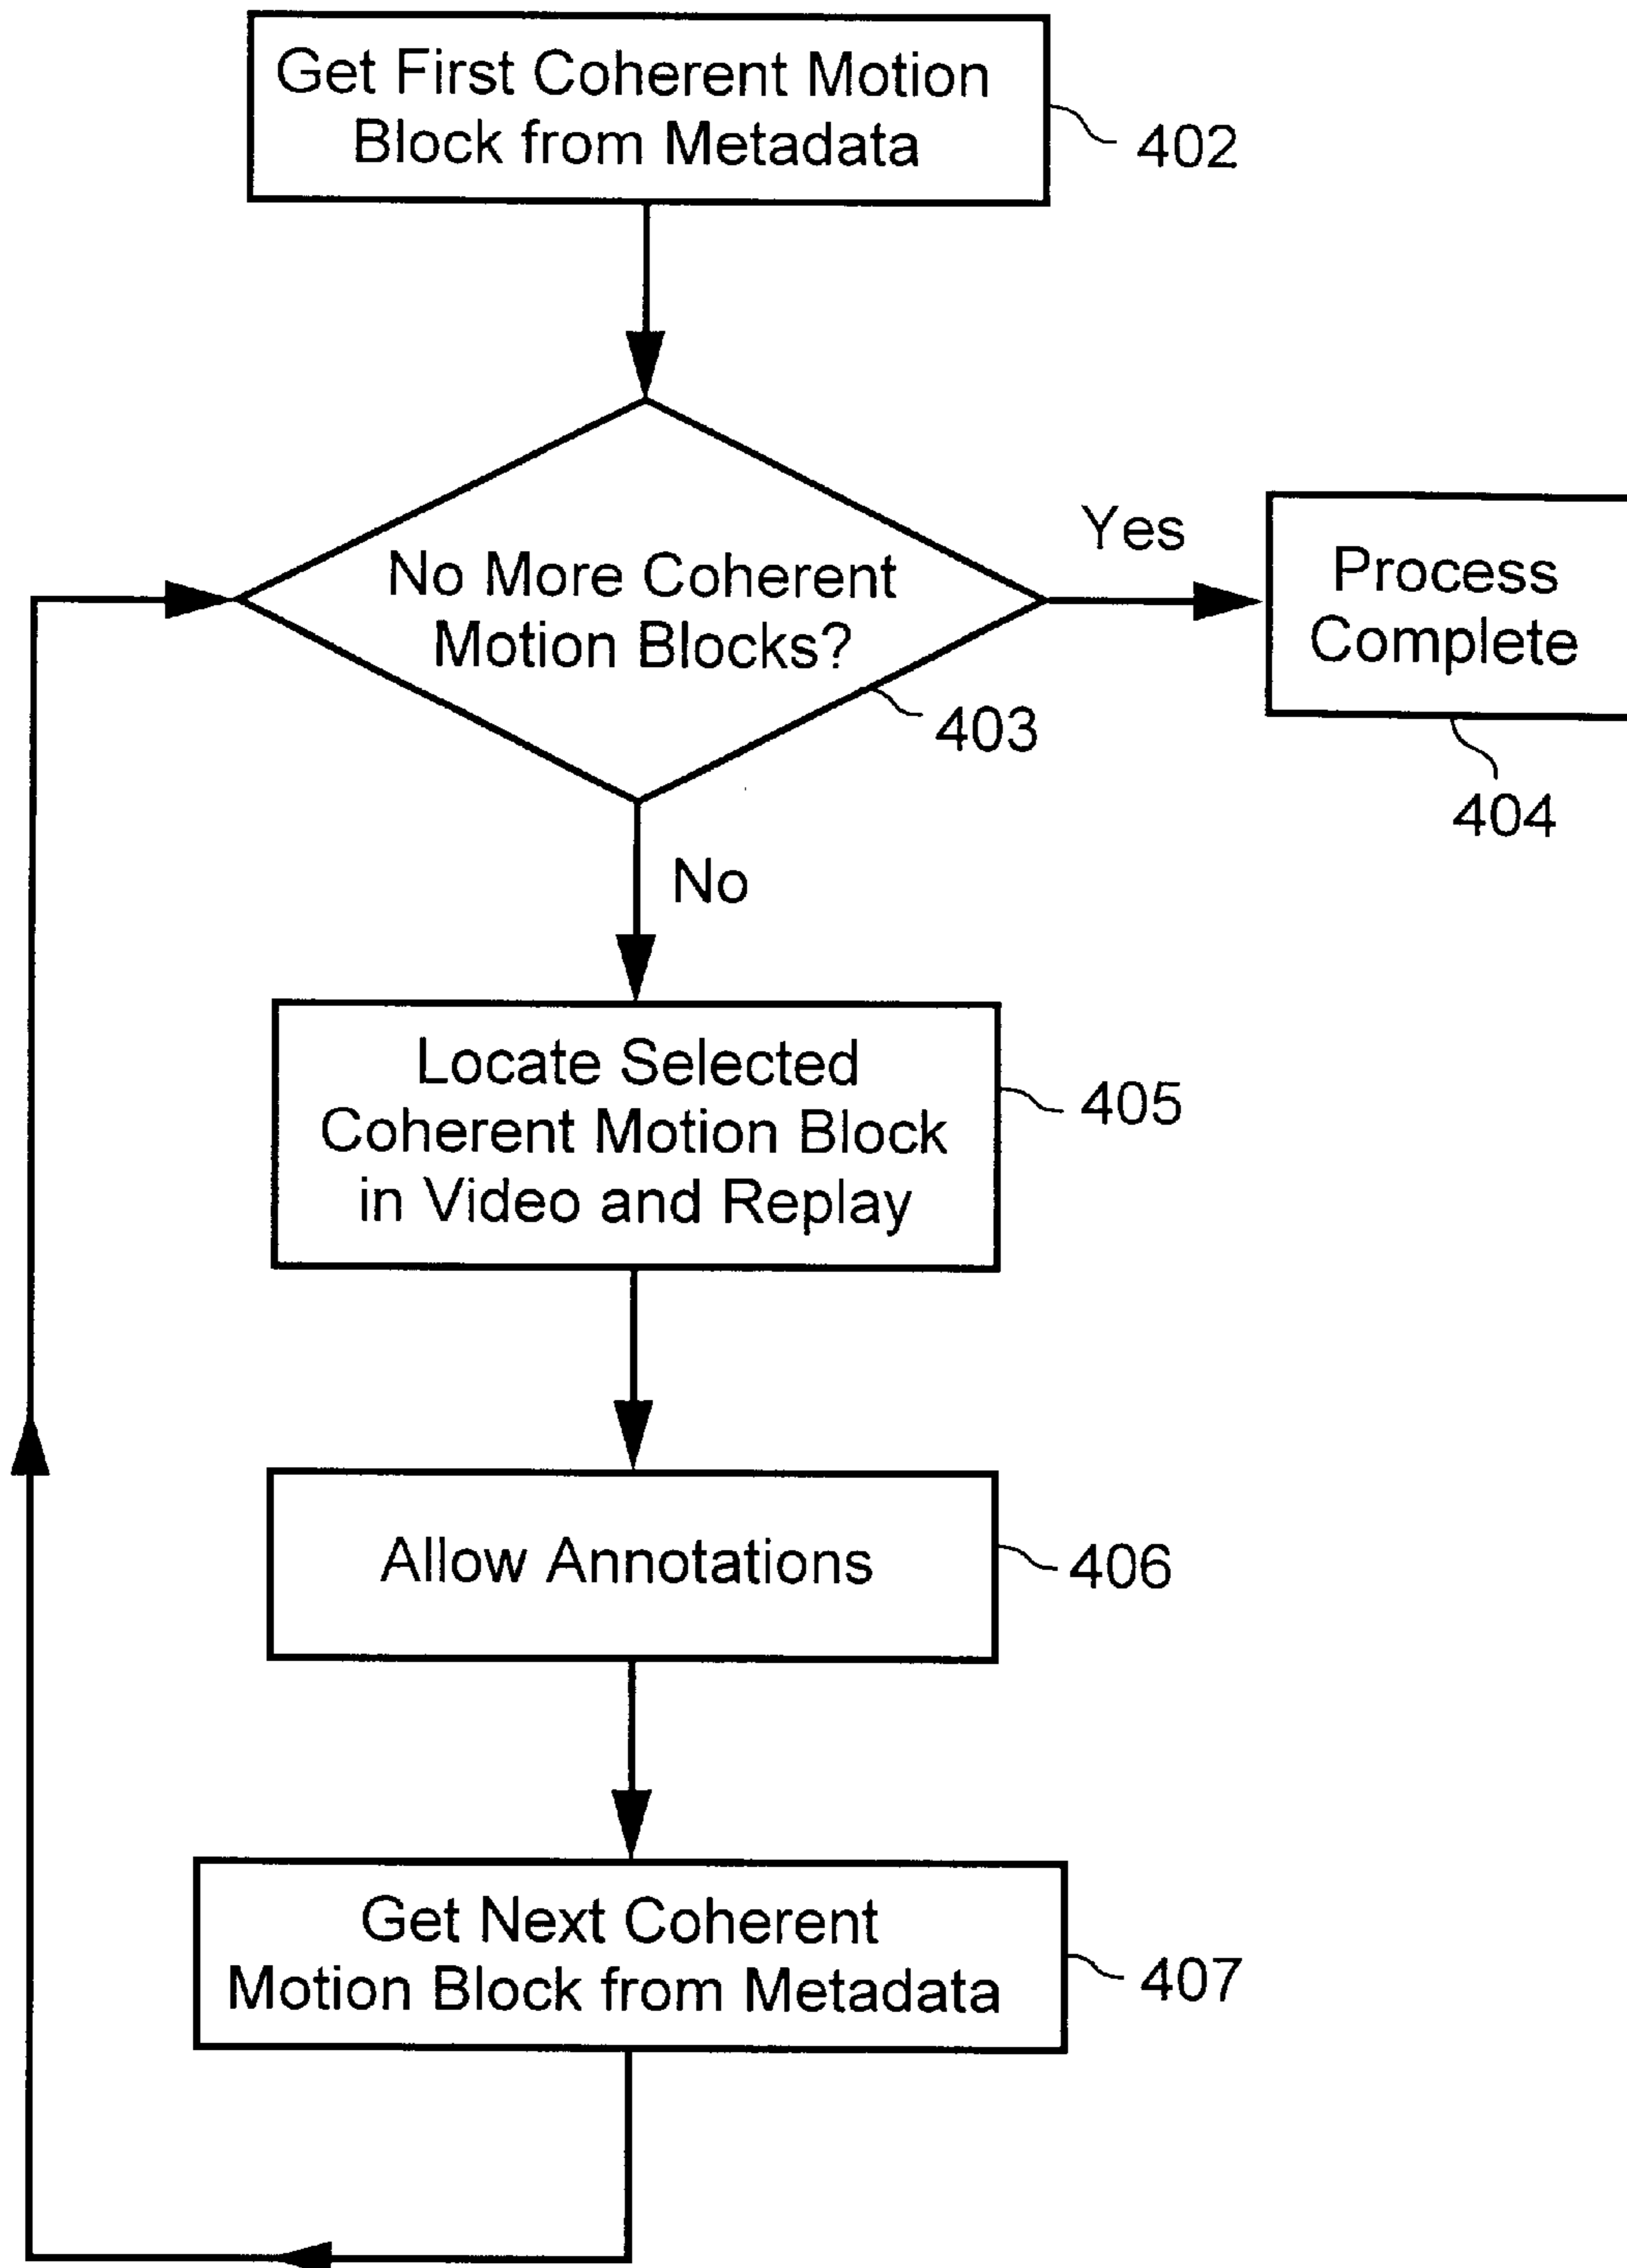 Get First Coherent Motion
Block from Metadata
402
No More Coherent
Motion Blocks?
403
Yes
Process
Complete
404
No
Locate Selected
Coherent Motion Block
in Video and Replay
405
Allow Annotations
406
Get Next Coherent
Motion Block from Metadata
407